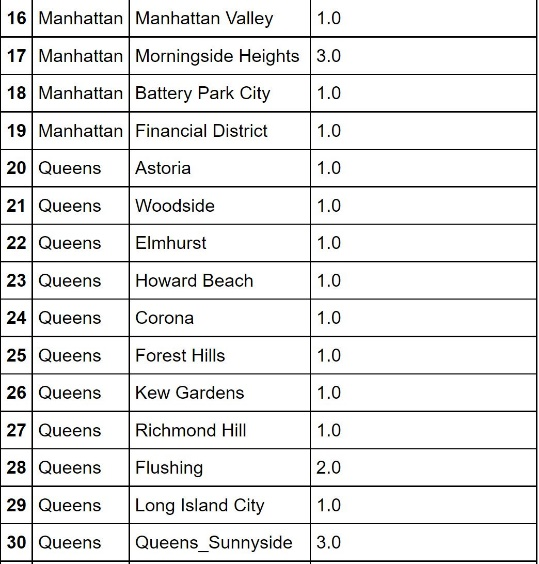 16 Manhattan Manhattan Valley 1.0
17 Manhattan Morningside Heights 3.0
18 Manhattan Battery Park City 1.0
19 Manhattan Financial District 1.0
20 Queens Astoria 1.0
21 Queens Woodside 1.0
22 Queens Elmhurst 1.0
23 Queens Howard Beach 1.0
24 Queens Corona 1.0
25 Queens Forest Hills 1.0
26 Queens Kew Gardens 1.0
27 Queens Richmond Hill 1.0
28 Queens Flushing 2.0
29 Queens Long Island City 1.0
30 Queens Queens_Sunnyside 3.0